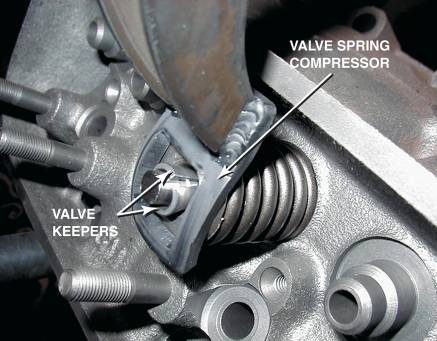 VALVE SPRING
COMPRESSOR
VALVE
KEEPERS